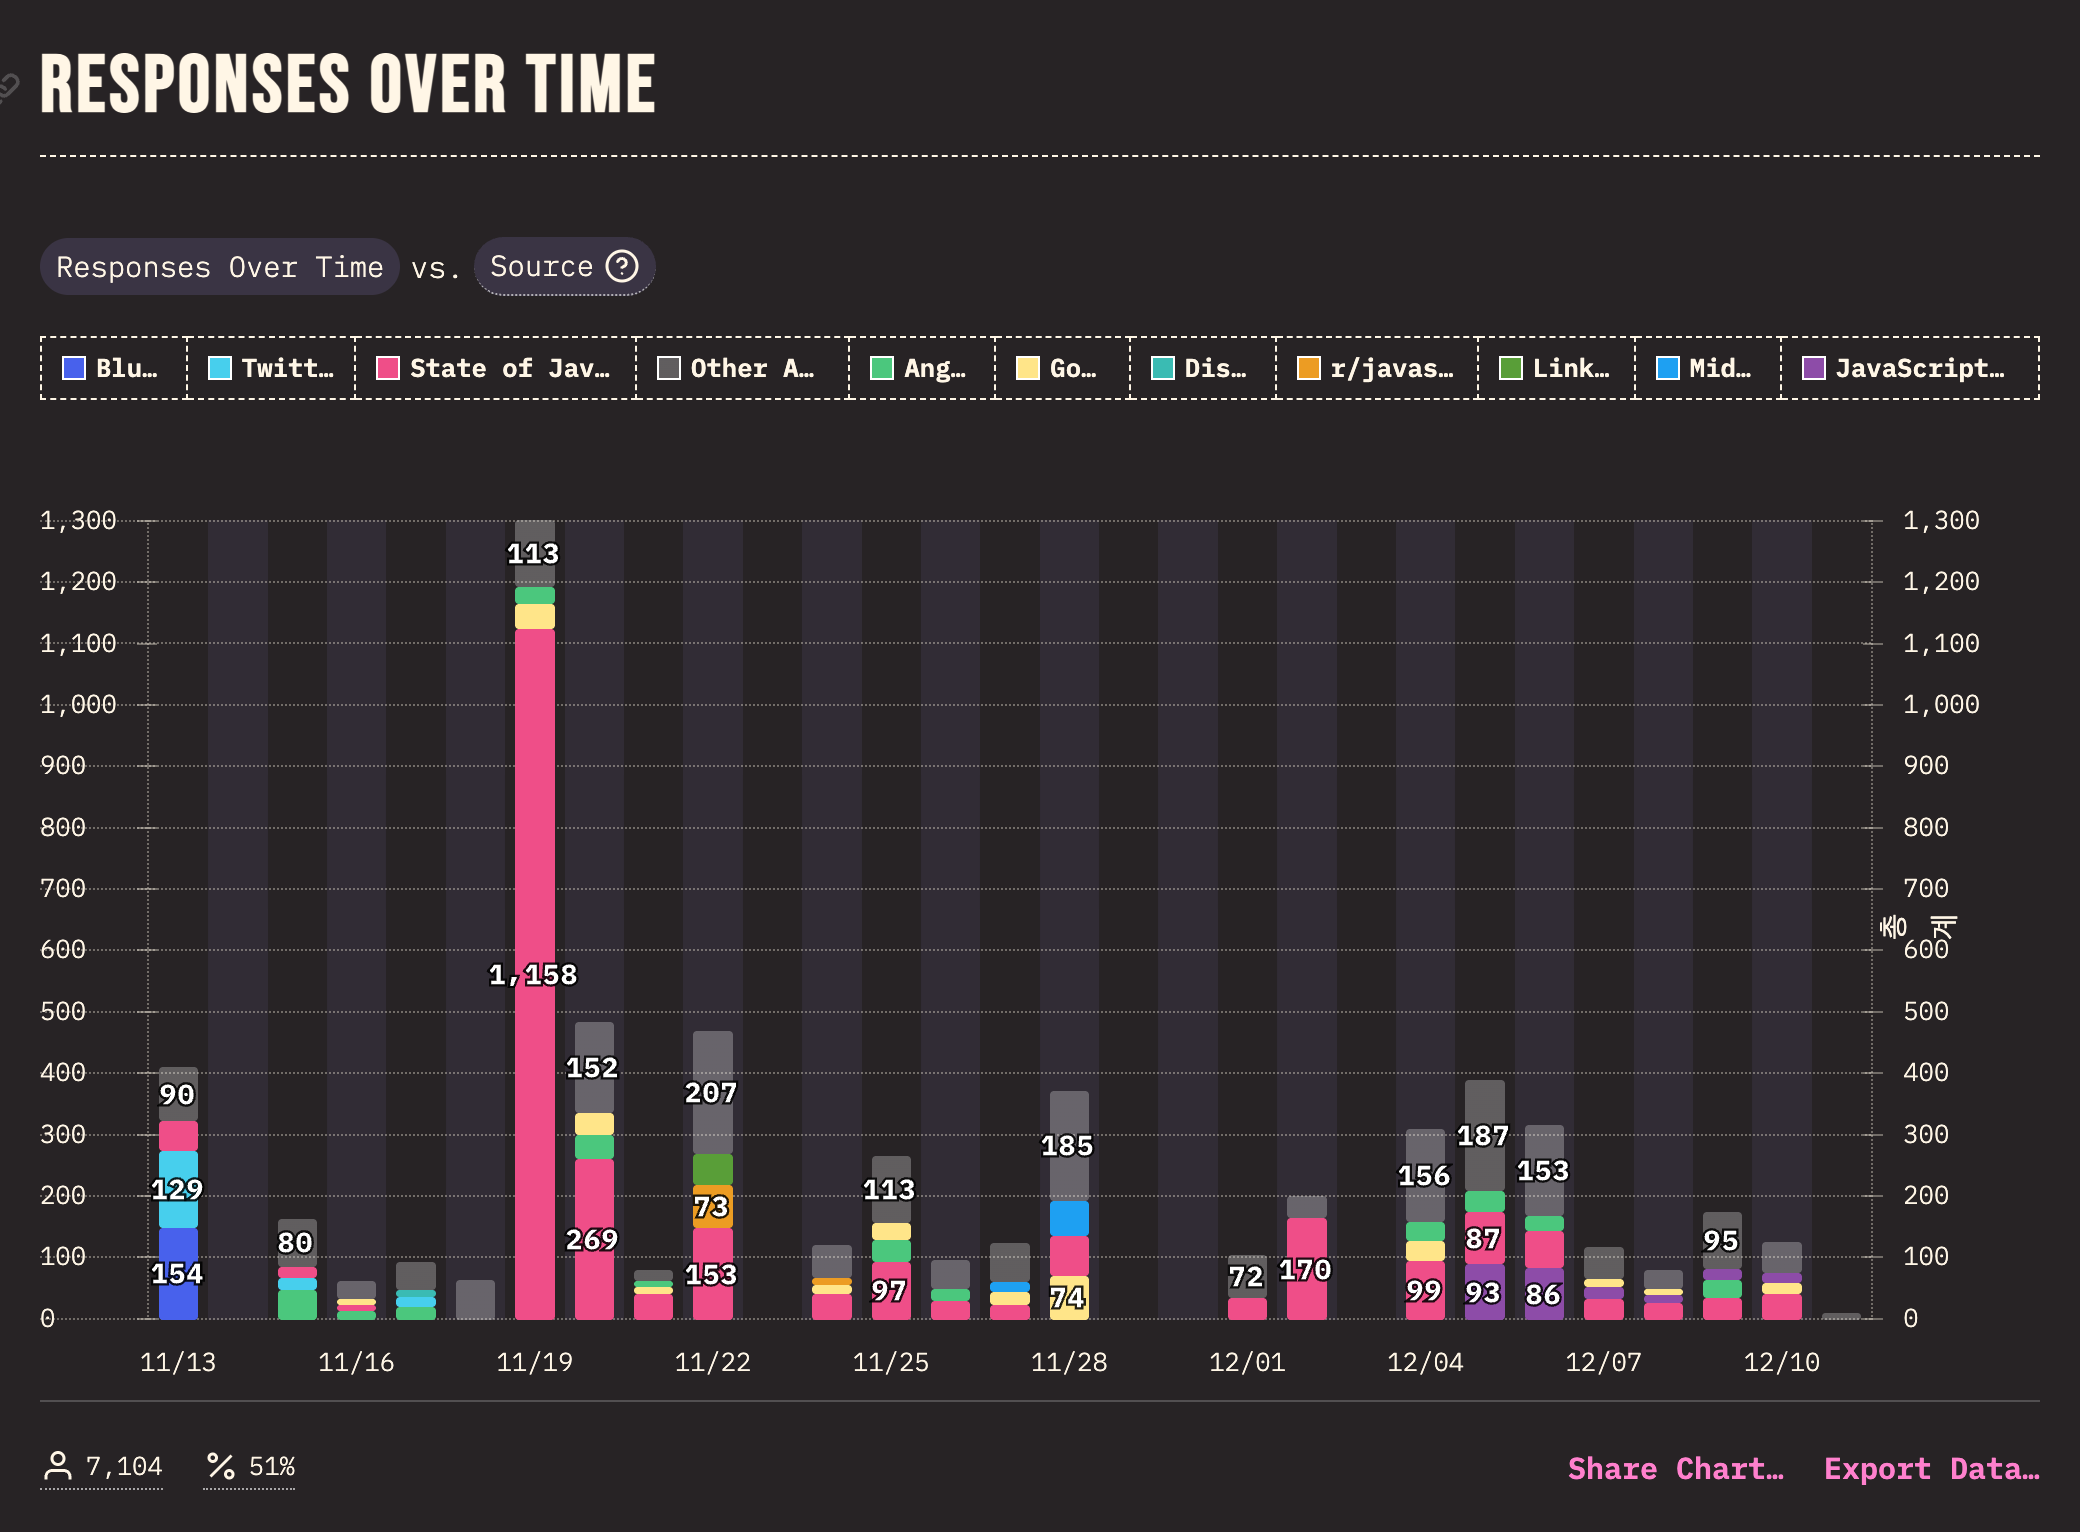 RESPONSES OVER TIME
Responses Over Time vs. Source ?
Blu… Twitt… State of Jav… Other A… Ang… Go… Dis… r/javas… Link… Mid… JavaScript…
1,300 1,300
113
1,200 1,200
1,100 1,100
1,000 1,000
900 900
800 800
700 700
총계
600 600
1,158
500 500
400 152 400
90 207
300 185 187 300
156 153
200 129 73 113 200
80 269 87 95
100 154 153 97 74 72 170 99 93 86 100
0 0
11/13 11/16 11/19 11/22 11/25 11/28 12/01 12/04 12/07 12/10
7,104 % 51% Share Chart… Export Data…